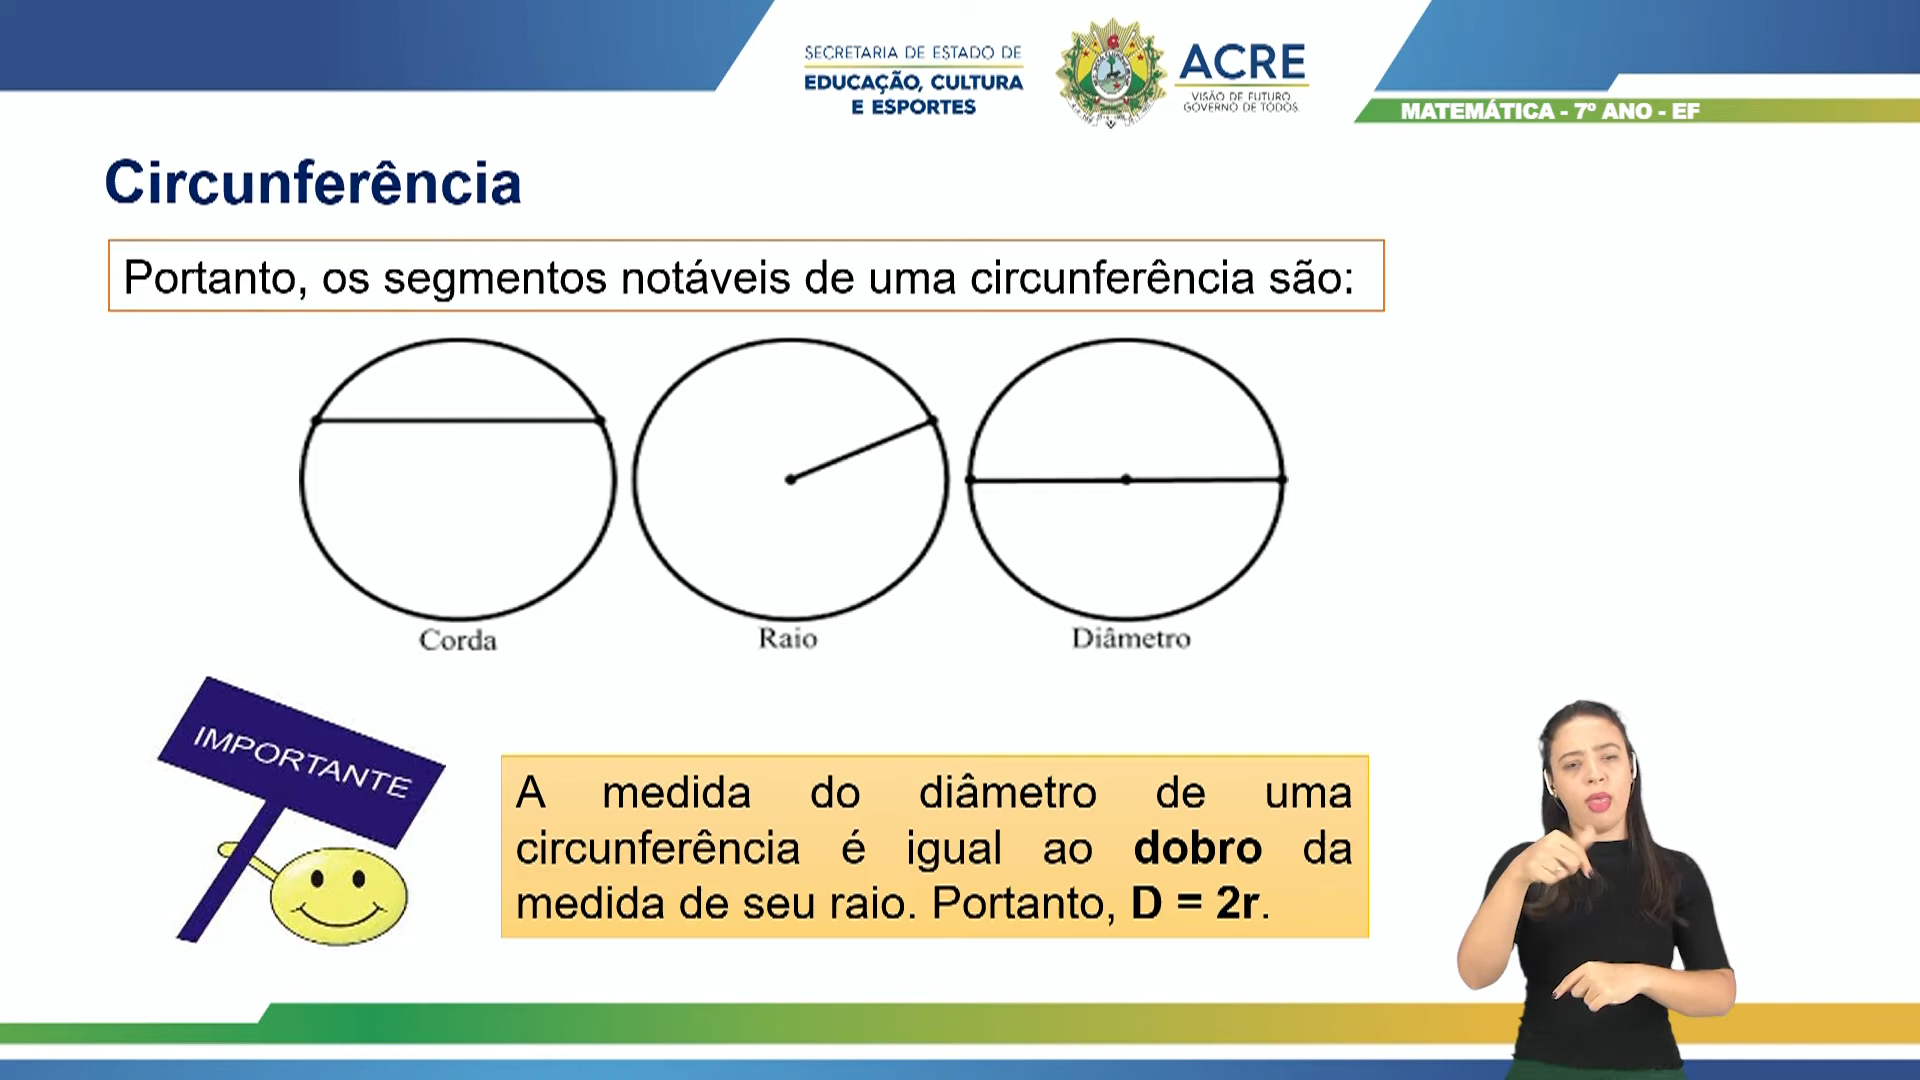 SECRETARIA DE ESTADO DE
EDUCAÇÃO, CULTURA
E ESPORTES
ACRE
VISÃO DE FUTURO
GOVERNO DE TODOS
MATEMÁTICA - 7º ANO - EF
Circunferência
Portanto, os segmentos notáveis de uma circunferência são:
Corda
Raio
Diâmetro
IMPORTANTE
A medida do diâmetro de uma
circunferência é igual ao dobro da
medida de seu raio. Portanto, D = 2r.